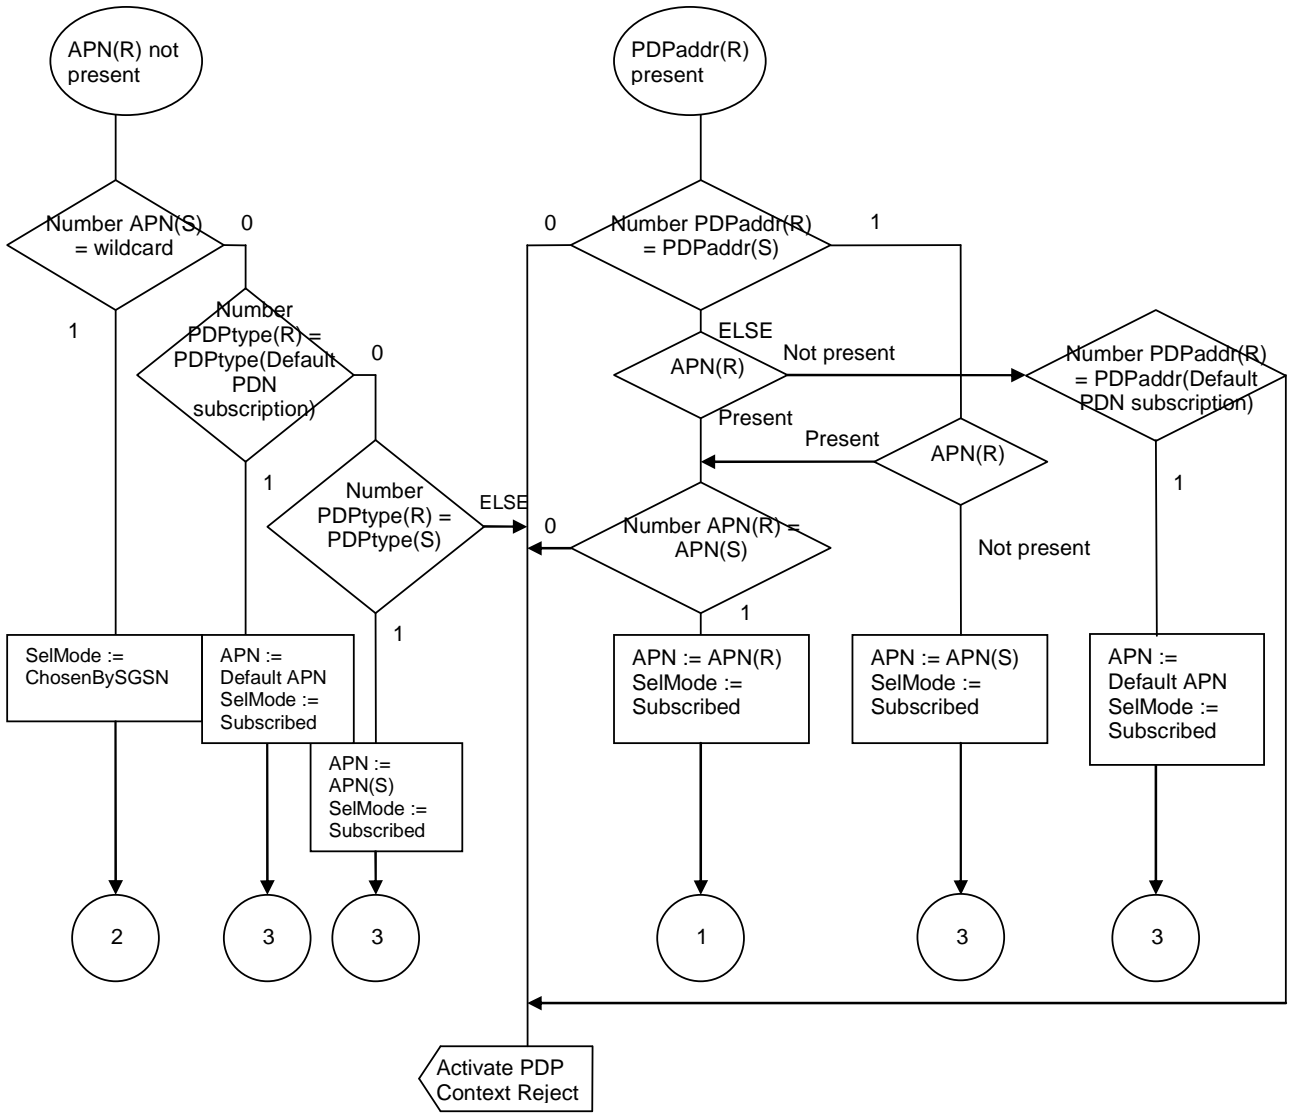 APN(R) not
present
PDPaddr(R)
present
Number APN(S)
= wildcard
0
1
Number
PDPtype(R) =
PDPtype(Default
PDN
subscription)
0
1
Number
PDPtype(R) =
PDPtype(S)
ELSE
1
0
Number PDPaddr(R)
= PDPaddr(S)
1
ELSE
APN(R)
Not present
Present
Number PDPaddr(R)
= PDPaddr(Default
PDN subscription)
1
Present
APN(R)
Not present
0
Number APN(R) =
APN(S)
1
SelMode :=
ChosenBySGSN
APN :=
Default APN
SelMode :=
Subscribed
APN :=
APN(S)
SelMode :=
Subscribed
APN := APN(R)
SelMode :=
Subscribed
APN := APN(S)
SelMode :=
Subscribed
APN :=
Default APN
SelMode :=
Subscribed
2
3
3
1
3
3
Activate PDP
Context Reject